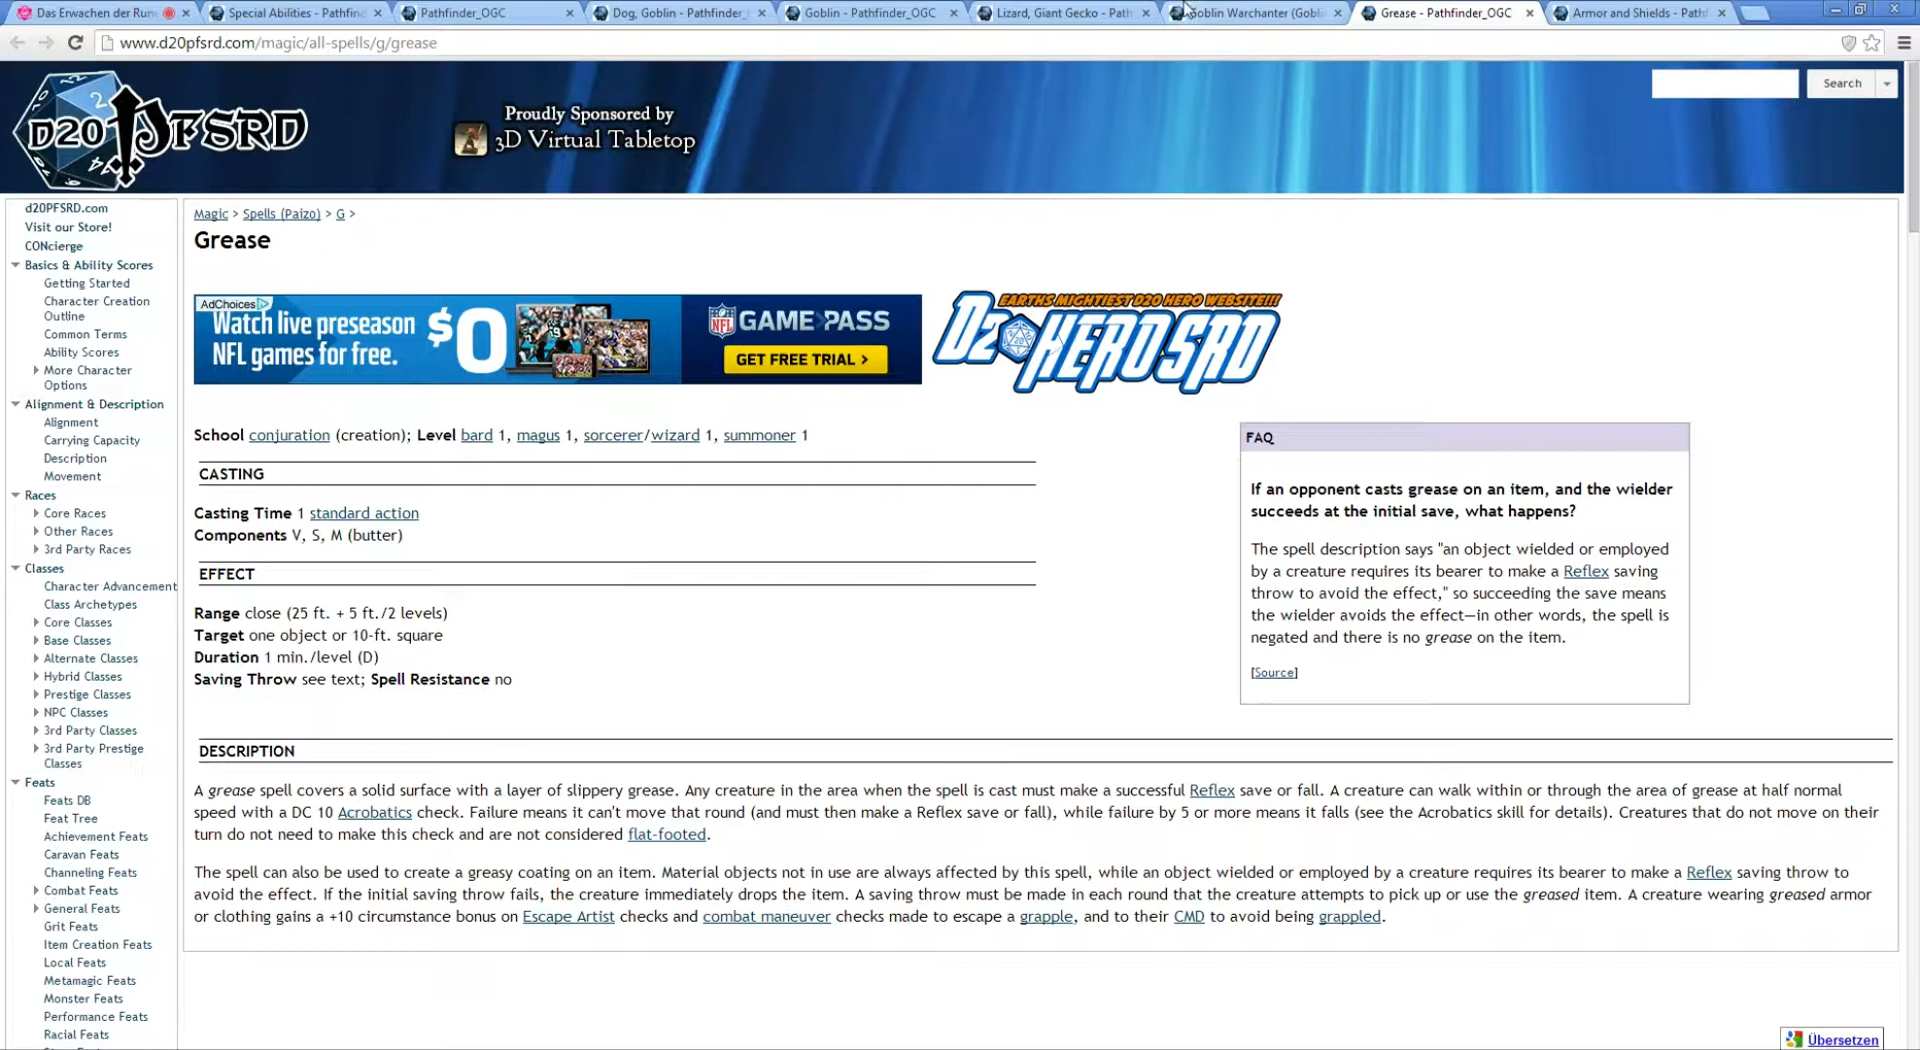 Das Erwachen der Rune
Special Abilities - Pathfin
Pathfinder_OGC
Dog, Goblin - Pathfinder_
Goblin - Pathfinder_OGC
Lizard, Giant Gecko - Path
Goblin Warchanter (Gobl
Grease - Pathfinder_OGC
Armor and Shields - Path
www.d20pfsrd.com/magic/all-spells/g/grease
D20 PFSRD
Proudly Sponsored by
3D Virtual Tabletop
Search
d20PFSRD.com
Visit our Store!
CONcierge
Basics & Ability Scores
Getting Started
Character Creation
Outline
Common Terms
Ability Scores
More Character
Options
Alignment & Description
Alignment
Carrying Capacity
Description
Movement
Races
Core Races
Other Races
3rd Party Races
Classes
Character Advancement
Class Archetypes
Core Classes
Base Classes
Alternate Classes
Hybrid Classes
Prestige Classes
NPC Classes
3rd Party Classes
3rd Party Prestige
Classes
Feats
Feats DB
Feat Tree
Achievement Feats
Caravan Feats
Channeling Feats
Combat Feats
General Feats
Grit Feats
Item Creation Feats
Local Feats
Metamagic Feats
Monster Feats
Performance Feats
Racial Feats
Magic > Spells (Paizo) > G >
Grease
AdChoices
Watch live preseason
NFL games for free.
$0
NFL GAME PASS
GET FREE TRIAL >
EARTHS MIGHTIEST D20 HERO WEBSITE!!!
D20 HEROSRD
School conjuration (creation); Level bard 1, magus 1, sorcerer/wizard 1, summoner 1
CASTING
Casting Time 1 standard action
Components V, S, M (butter)
EFFECT
Range close (25 ft. + 5 ft./2 levels)
Target one object or 10-ft. square
Duration 1 min./level (D)
Saving Throw see text; Spell Resistance no
FAQ
If an opponent casts grease on an item, and the wielder
succeeds at the initial save, what happens?
The spell description says "an object wielded or employed
by a creature requires its bearer to make a Reflex saving
throw to avoid the effect," so succeeding the save means
the wielder avoids the effect—in other words, the spell is
negated and there is no grease on the item.
[Source]
DESCRIPTION
A grease spell covers a solid surface with a layer of slippery grease. Any creature in the area when the spell is cast must make a successful Reflex save or fall. A creature can walk within or through the area of grease at half normal
speed with a DC 10 Acrobatics check. Failure means it can't move that round (and must then make a Reflex save or fall), while failure by 5 or more means it falls (see the Acrobatics skill for details). Creatures that do not move on their
turn do not need to make this check and are not considered flat-footed.
The spell can also be used to create a greasy coating on an item. Material objects not in use are always affected by this spell, while an object wielded or employed by a creature requires its bearer to make a Reflex saving throw to
avoid the effect. If the initial saving throw fails, the creature immediately drops the item. A saving throw must be made in each round that the creature attempts to pick up or use the greased item. A creature wearing greased armor
or clothing gains a +10 circumstance bonus on Escape Artist checks and combat maneuver checks made to escape a grapple, and to their CMD to avoid being grappled.
Übersetzen